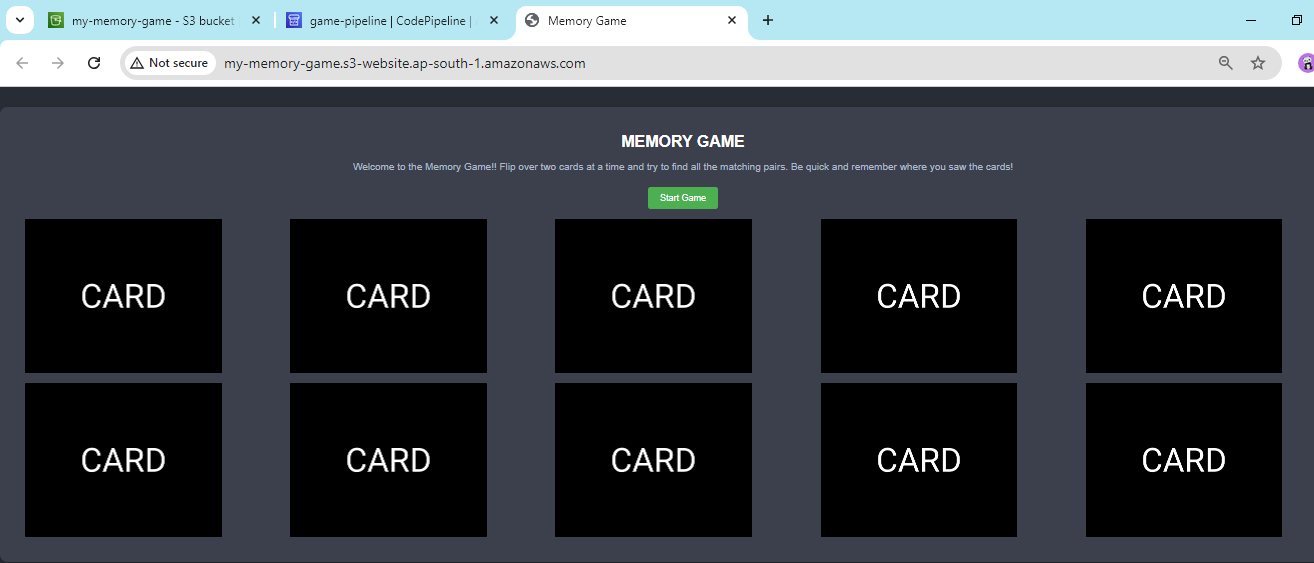 my-memory-game - S3 bucket
game-pipeline | CodePipeline |
Memory Game
Not secure
my-memory-game.s3-website.ap-south-1.amazonaws.com
MEMORY GAME
Welcome to the Memory Game!! Flip over two cards at a time and try to find all the matching pairs. Be quick and remember where you saw the cards!
Start Game
CARD CARD CARD CARD CARD
CARD CARD CARD CARD CARD